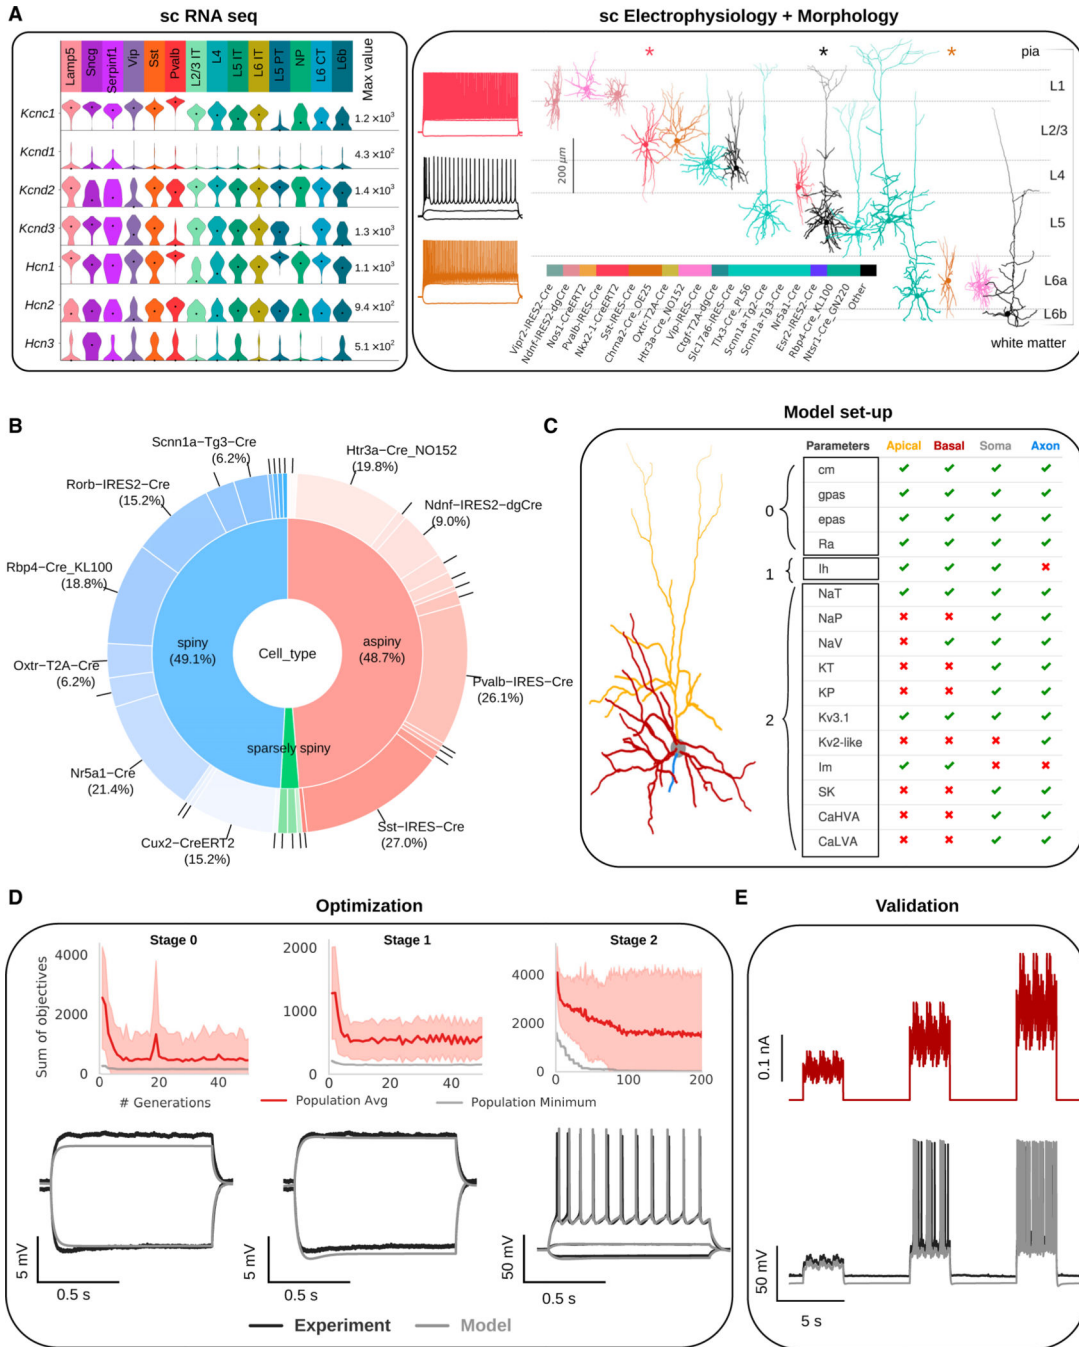 A
sc RNA seq
sc Electrophysiology + Morphology
Lamp5
Sncg
Serpinf1
Vip
Sst
Pvalb
L2/3 IT
L4
L5 IT
L6 IT
L5 PT
NP
L6 CT
L6b
Max value
Kcnc1
1.2 ×10³
Kcnd1
4.3 ×10²
Kcnd2
1.4 ×10³
Kcnd3
1.3 ×10³
Hcn1
1.1 ×10³
Hcn2
9.4 ×10²
Hcn3
5.1 ×10²
*
*
*
pia
L1
L2/3
L4
L5
L6a
L6b
white matter
200 µm
Vipr2-IRES2-Cre
Ndnf-IRES2-dgCre
Nos1-CreERT2
Pvalb-IRES-Cre
Nkx2-1-CreERT2
Sst-IRES-Cre
Chrna2-Cre_OE25
Oxtr-T2A-Cre
Htr3a-Cre_NO152
Vip-IRES-Cre
Ctgf-T2A-dgCre
Slc17a6-IRES-Cre
Tlx3-Cre_PL56
Scnn1a-Tg2-Cre
Scnn1a-Tg3-Cre
Nr5a1-Cre
Esr2-IRES2-Cre
Rbp4-Cre_KL100
Ntsr1-Cre_GN220
Other
B
Scnn1a-Tg3-Cre
(6.2%)
Htr3a-Cre_NO152
(19.8%)
Rorb-IRES2-Cre
(15.2%)
Ndnf-IRES2-dgCre
(9.0%)
Rbp4-Cre_KL100
(18.8%)
spiny
(49.1%)
Cell_type
aspiny
(48.7%)
Oxtr-T2A-Cre
(6.2%)
Pvalb-IRES-Cre
(26.1%)
sparsely spiny
Nr5a1-Cre
(21.4%)
Cux2-CreERT2
(15.2%)
Sst-IRES-Cre
(27.0%)
C
Model set-up
Parameters Apical Basal Soma Axon
0
cm
gpas
epas
Ra
1
Ih
2
NaT
NaP
NaV
KT
KP
Kv3.1
Kv2-like
Im
SK
CaHVA
CaLVA
D
Optimization
Stage 0
Stage 1
Stage 2
Sum of objectives
4000
2000
0
0 20 40
2000
1000
0
0 20 40
4000
2000
0
0 100 200
# Generations
Population Avg
Population Minimum
5 mV
0.5 s
5 mV
0.5 s
50 mV
0.5 s
Experiment
Model
E
Validation
0.1 nA
50 mV
5 s